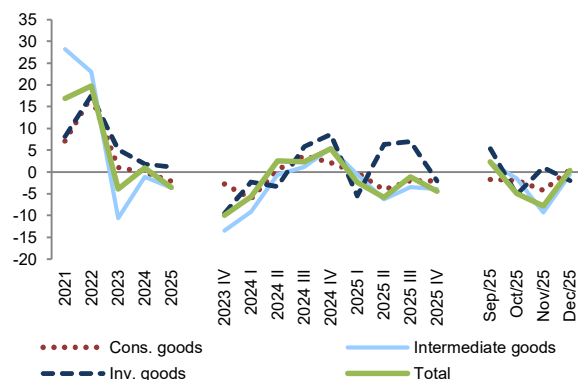 35
30
25
20
15
10
5
0
-5
-10
-15
-20
2021
2022
2023
2024
2025
2023 IV
2024 I
2024 II
2024 III
2024 IV
2025 I
2025 II
2025 III
2025 IV
Sep/25
Oct/25
Nov/25
Dec/25
Cons. goods
Intermediate goods
Inv. goods
Total